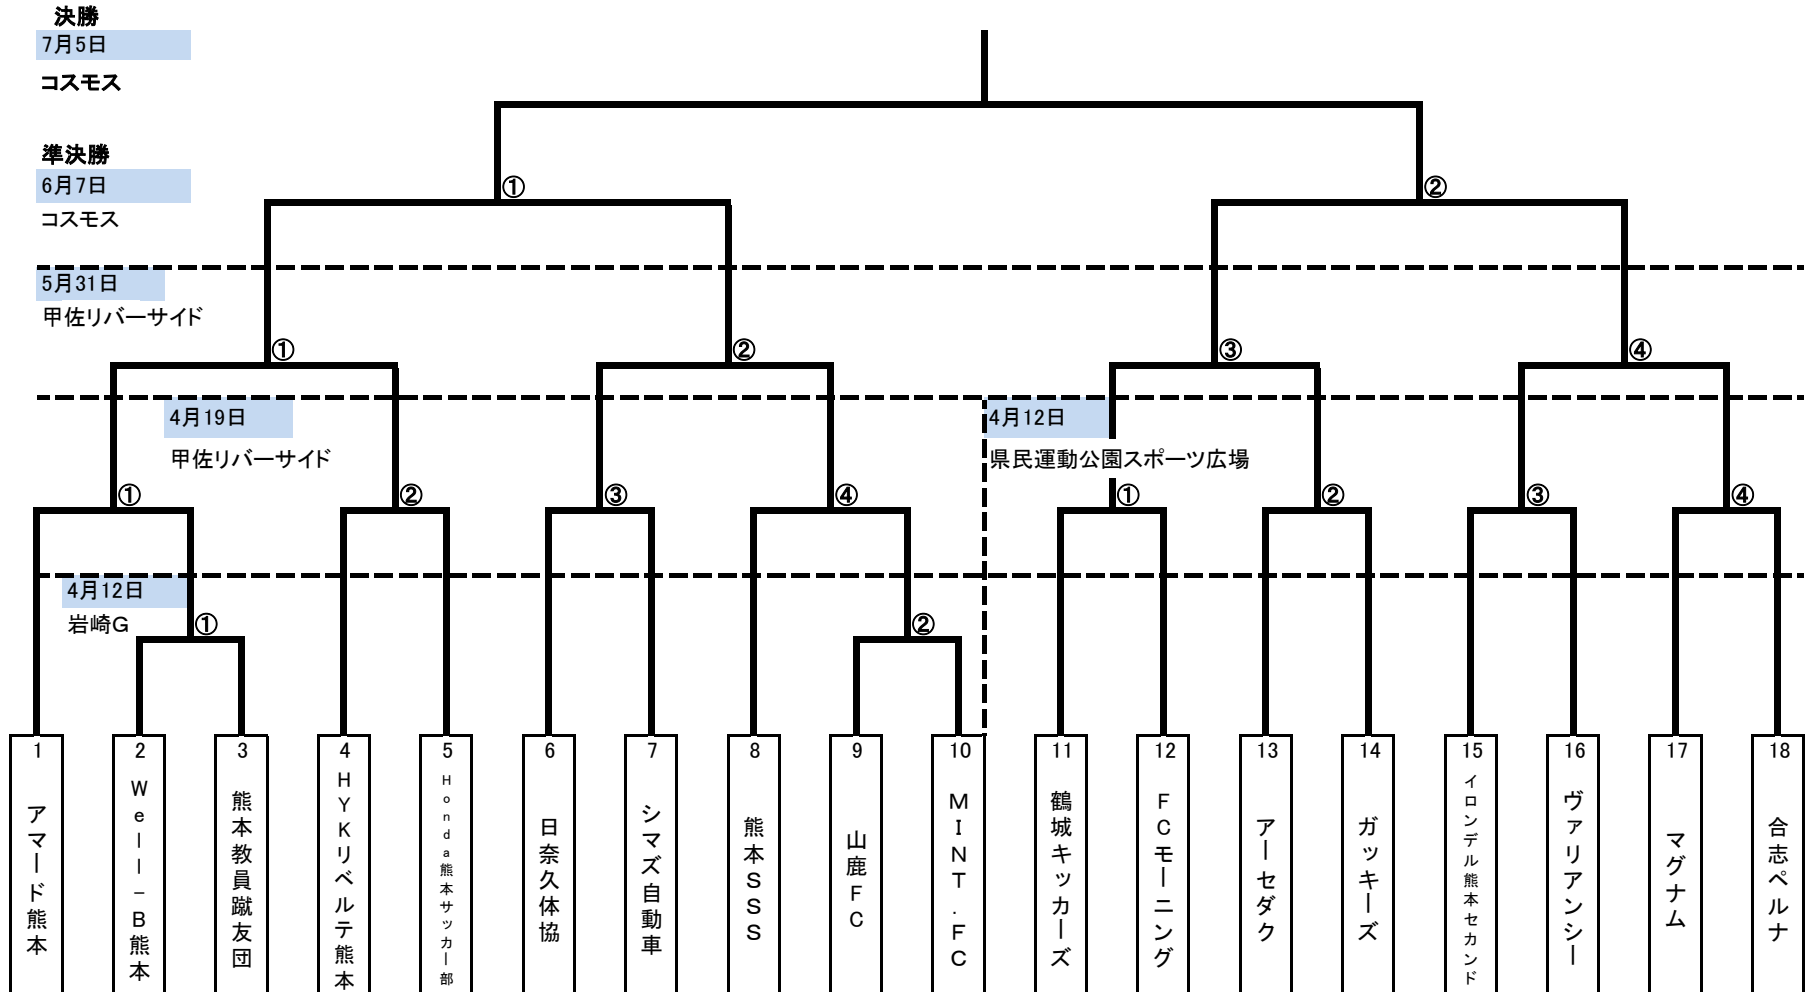 決勝
7月5日
コスモス
準決勝
6月7日
コスモス
① ②
5月31日
甲佐リバーサイド
① ② ③ ④
4月19日
甲佐リバーサイド
4月12日
県民運動公園スポーツ広場
① ② ③ ④ ① ② ③ ④
4月12日
岩崎G
① ②
1 アマード熊本
2 Well-B熊本
3 熊本教員蹴友団
4 HYKリベルテ熊本
5 Honda熊本サッカー部
6 日奈久体協
7 シマズ自動車
8 熊本SSS
9 山鹿FC
10 MINT.FC
11 鶴城キッカーズ
12 FCモーニング
13 アーセダク
14 ガッキーズ
15 イロンデル熊本セカンド
16 ヴァリアンシー
17 マグナム
18 合志ペルナ